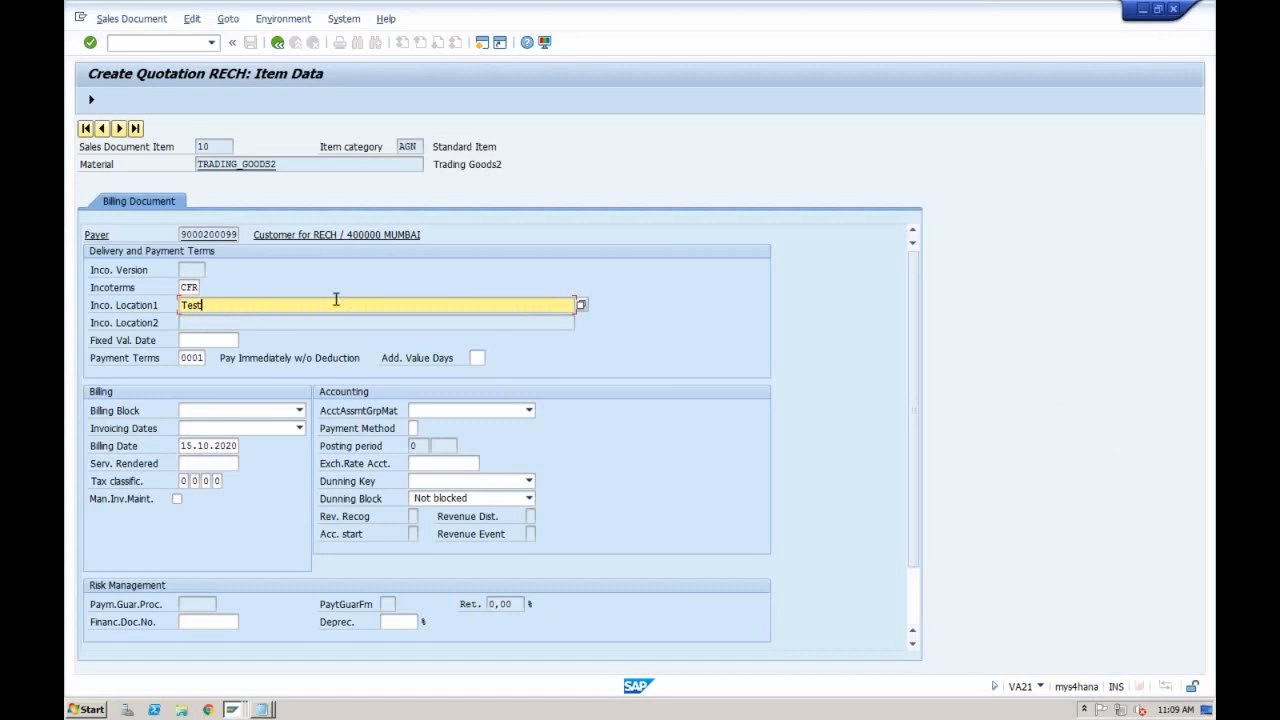 Sales Document Edit Goto Environment System Help
Create Quotation RECH: Item Data
Sales Document Item 10 Item category AGN Standard Item
Material TRADING_GOODS2 Trading Goods2
Billing Document
Payer 9000200099 Customer for RECH / 400000 MUMBAI
Delivery and Payment Terms
Inco. Version
Incoterms CFR
Inco. Location1 Test
Inco. Location2
Fixed Val. Date
Payment Terms 0001 Pay Immediately w/o Deduction Add. Value Days
Billing Accounting
Billing Block AcctAssmtGrpMat
Invoicing Dates Payment Method
Billing Date 15.10.2020 Posting period 0
Serv. Rendered Exch.Rate Acct.
Tax classific. 0 0 0 0 Dunning Key
Man.Inv.Maint. Dunning Block Not blocked
Rev. Recog Revenue Dist.
Acc. start Revenue Event
Risk Management
Paym.Guar.Proc. PaytGuarFm Ret. 0,00 %
Financ.Doc.No. Deprec. %
SAP VA21 mys4hana INS
Start 11:09 AM